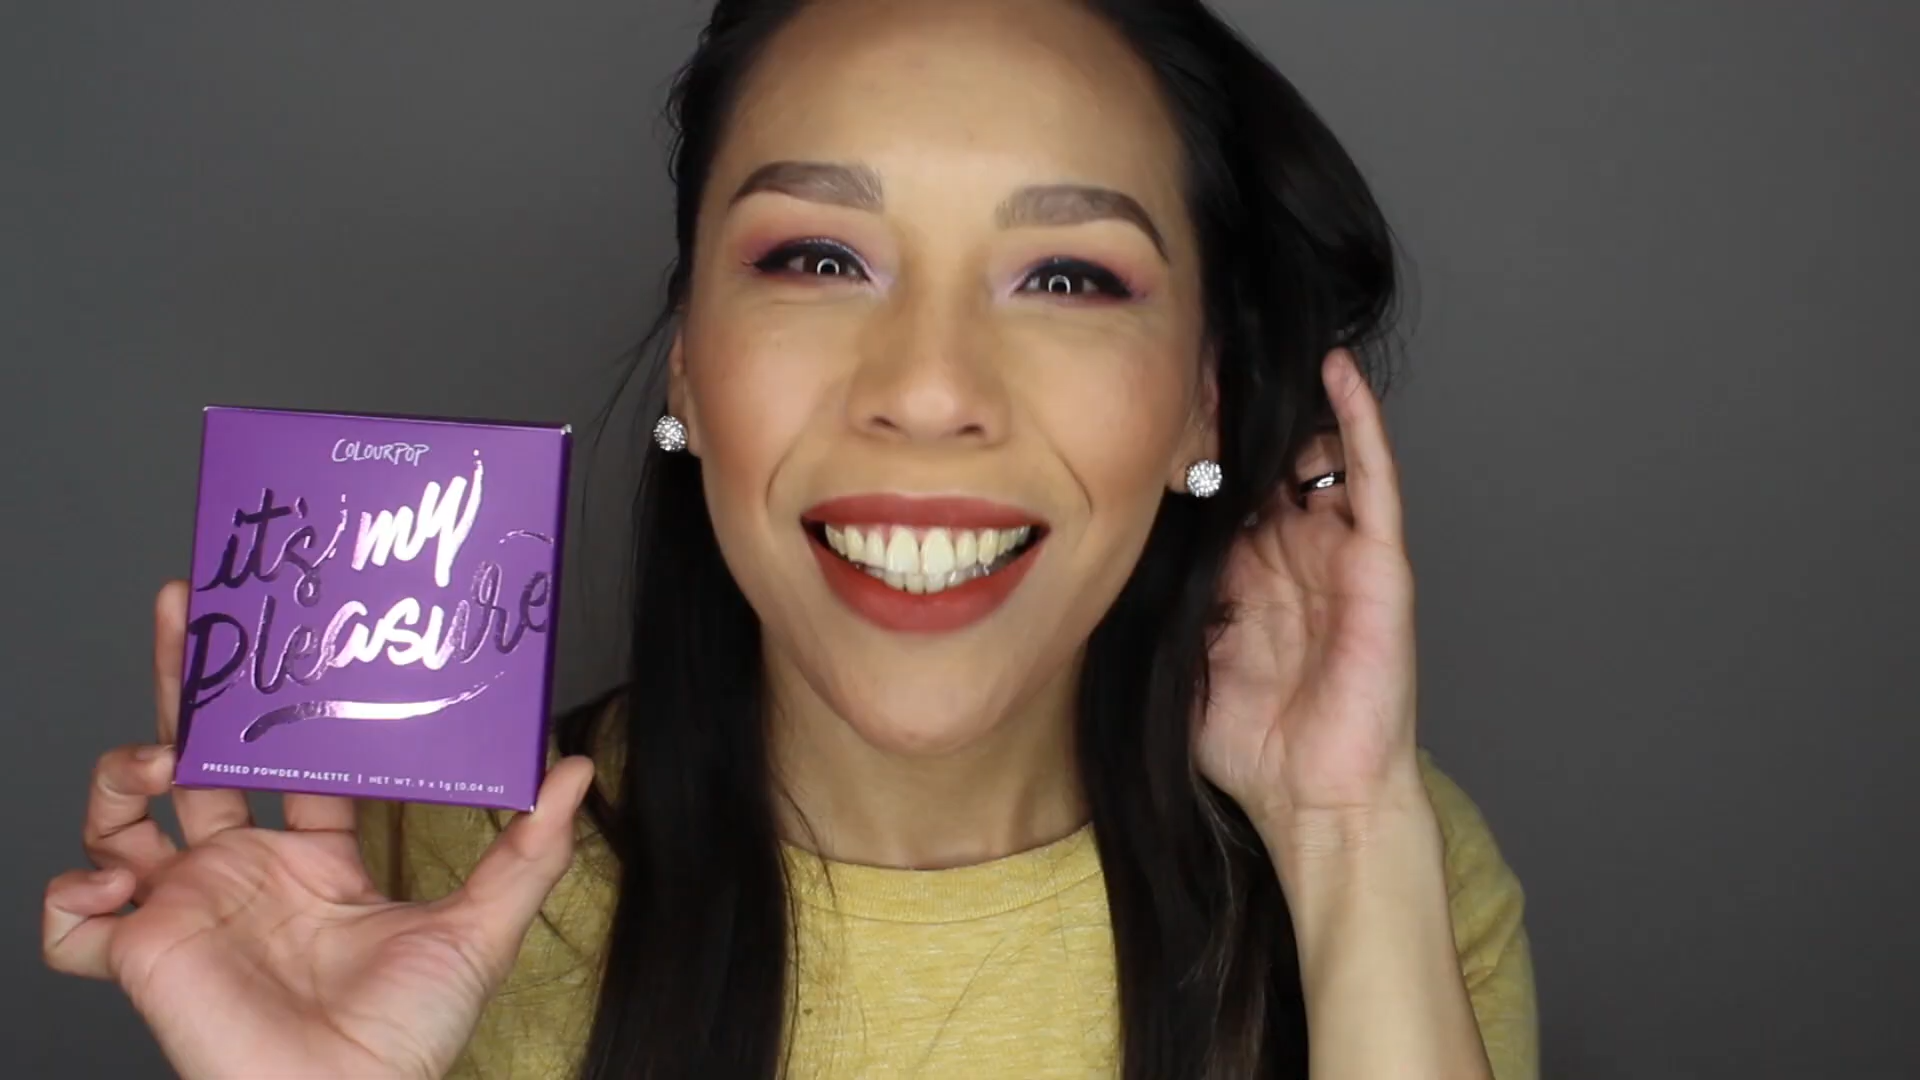 COLOURPOP
it's my
pleasure
PRESSED POWDER PALETTE | NET WT. 9 x 1g (0.04 oz)